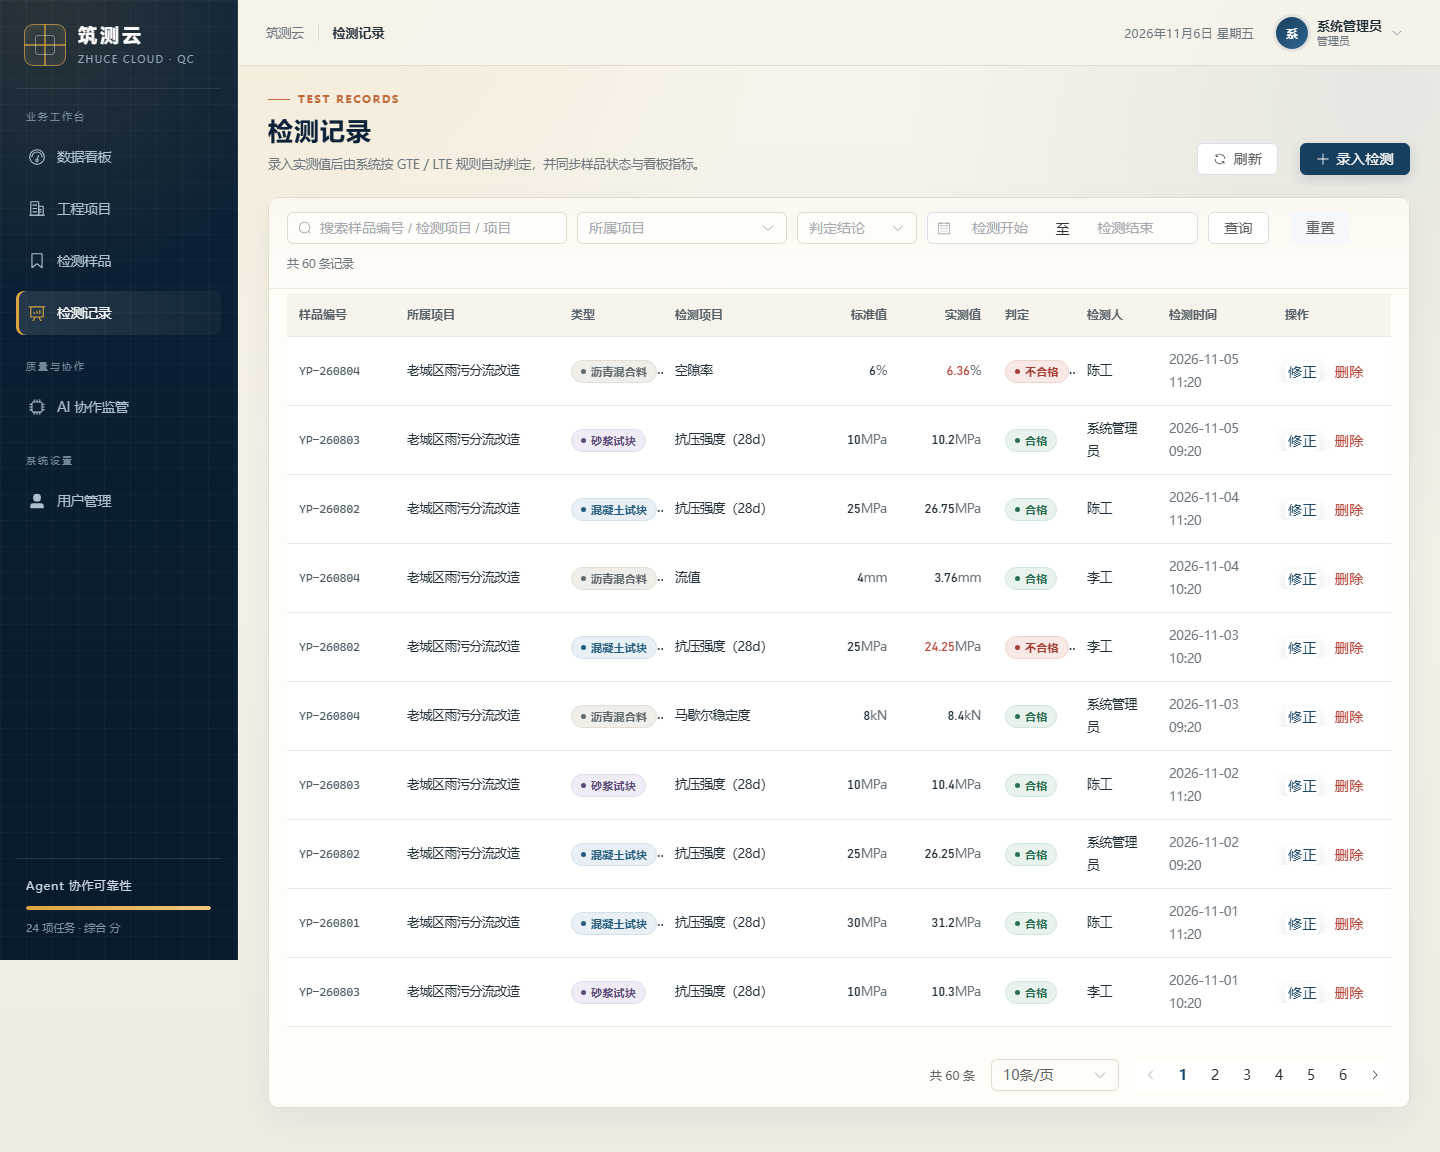 筑测云
ZHUCE CLOUD · QC
业务工作台
数据看板
工程项目
检测样品
检测记录
质量与协作
AI 协作监管
系统设置
用户管理
Agent 协作可靠性
24 项任务 · 综合 分
筑测云 检测记录
2026年11月6日 星期五
系 系统管理员
管理员
TEST RECORDS
检测记录
录入实测值后由系统按 GTE / LTE 规则自动判定，并同步样品状态与看板指标。
刷新 录入检测
搜索样品编号 / 检测项目 / 项目 所属项目 判定结论 检测开始 至 检测结束 查询 重置
共 60 条记录
样品编号 所属项目 类型 检测项目 标准值 实测值 判定 检测人 检测时间 操作
YP-260804 老城区雨污分流改造 沥青混合料.. 空隙率 6% 6.36% 不合格.. 陈工 2026-11-05 11:20 修正 删除
YP-260803 老城区雨污分流改造 砂浆试块 抗压强度（28d） 10MPa 10.2MPa 合格 系统管理员 2026-11-05 09:20 修正 删除
YP-260802 老城区雨污分流改造 混凝土试块.. 抗压强度（28d） 25MPa 26.75MPa 合格 陈工 2026-11-04 11:20 修正 删除
YP-260804 老城区雨污分流改造 沥青混合料.. 流值 4mm 3.76mm 合格 李工 2026-11-04 10:20 修正 删除
YP-260802 老城区雨污分流改造 混凝土试块.. 抗压强度（28d） 25MPa 24.25MPa 不合格.. 李工 2026-11-03 10:20 修正 删除
YP-260804 老城区雨污分流改造 沥青混合料.. 马歇尔稳定度 8kN 8.4kN 合格 系统管理员 2026-11-03 09:20 修正 删除
YP-260803 老城区雨污分流改造 砂浆试块 抗压强度（28d） 10MPa 10.4MPa 合格 陈工 2026-11-02 11:20 修正 删除
YP-260802 老城区雨污分流改造 混凝土试块.. 抗压强度（28d） 25MPa 26.25MPa 合格 系统管理员 2026-11-02 09:20 修正 删除
YP-260801 老城区雨污分流改造 混凝土试块.. 抗压强度（28d） 30MPa 31.2MPa 合格 陈工 2026-11-01 11:20 修正 删除
YP-260803 老城区雨污分流改造 砂浆试块 抗压强度（28d） 10MPa 10.3MPa 合格 李工 2026-11-01 10:20 修正 删除
共 60 条 10条/页 1 2 3 4 5 6